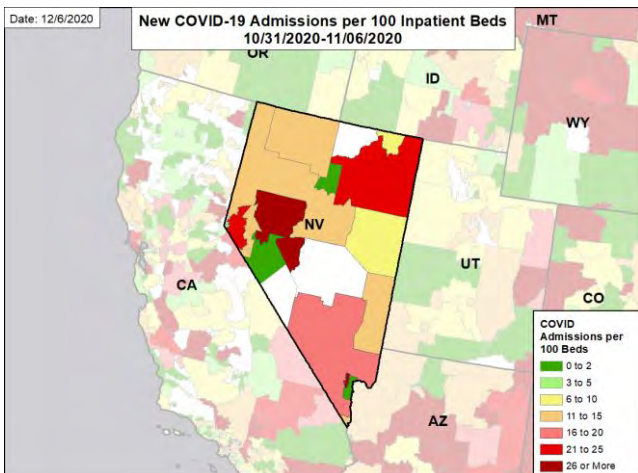 Date: 12/6/2020
New COVID-19 Admissions per 100 Inpatient Beds
10/31/2020-11/06/2020
MT
OR
ID
WY
NV
UT
CA
CO
AZ
COVID
Admissions per
100 Beds
0 to 2
3 to 5
6 to 10
11 to 15
16 to 20
21 to 25
26 or More